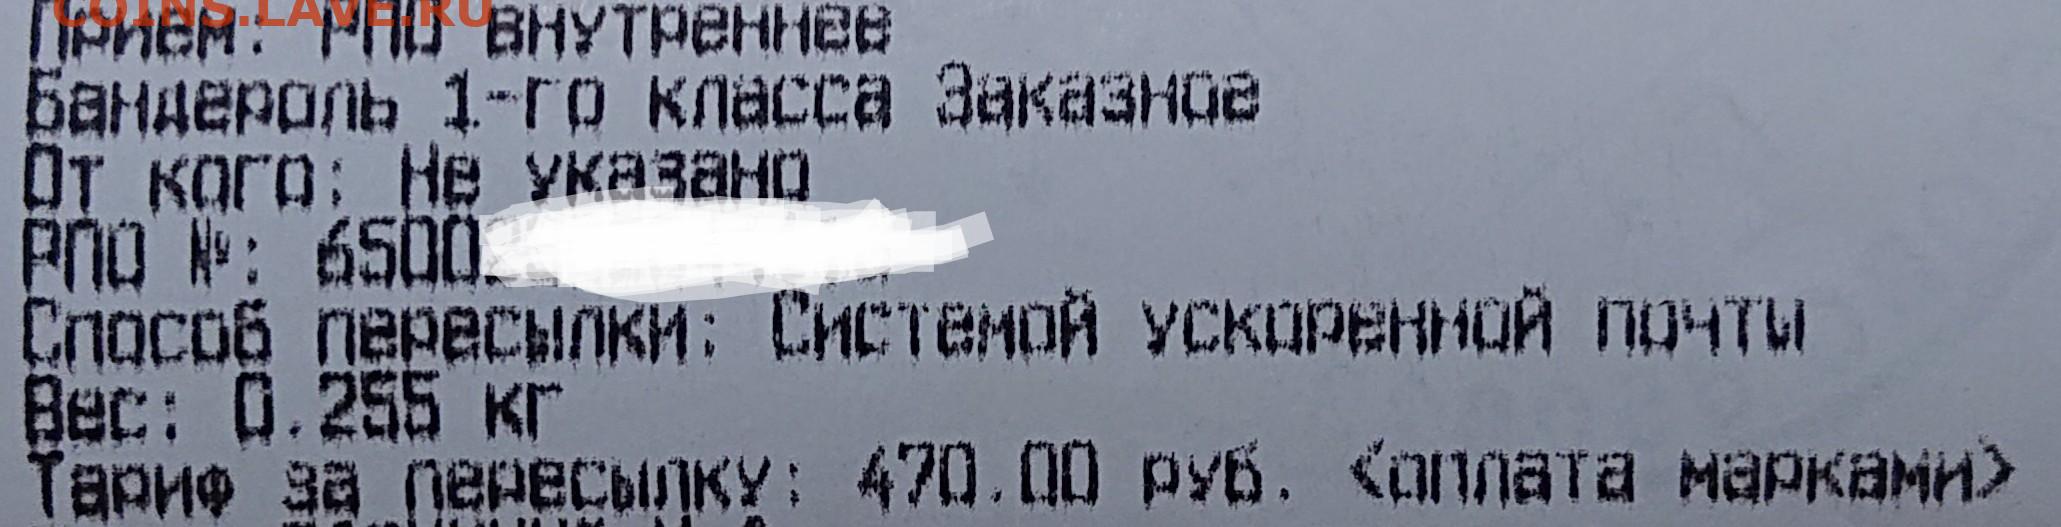 COINS.LAVE.RU
Прием: РПО внутреннее
Бандероль 1-го класса Заказное
От кого: Не указано
РПО №: 6500
Способ пересылки: Системой ускоренной почты
Вес: 0.255 кг
Тариф за пересылку: 470.00 руб. <оплата марками>